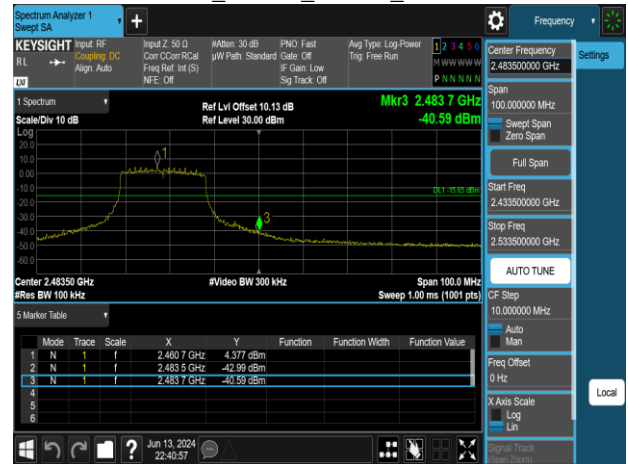 Spectrum Analyzer 1
Swept SA
+
Frequency
KEYSIGHT
RL
LXI
Input: RF
Coupling: DC
Align: Auto
Input Z: 50 Ω
Corr CCorr RCal
Freq Ref: Int (S)
NFE: Off
#Atten: 30 dB
µW Path: Standard
PNO: Fast
Gate: Off
IF Gain: Low
Sig Track: Off
Avg Type: Log-Power
Trig: Free Run
1 2 3 4 5 6
M W W W W W
P N N N N N
Center Frequency
2.483500000 GHz
Settings
Span
100.000000 MHz
Swept Span
Zero Span
Full Span
Start Freq
2.433500000 GHz
Stop Freq
2.533500000 GHz
AUTO TUNE
CF Step
10.000000 MHz
Auto
Man
Freq Offset
0 Hz
X Axis Scale
Log
Lin
Signal Track
(Span Zoom)
Local
1 Spectrum
Scale/Div 10 dB
Ref Lvl Offset 10.13 dB
Ref Level 30.00 dBm
Mkr3 2.483 7 GHz
-40.59 dBm
Log
20.0
10.0
0.00
-10.0
-20.0
-30.0
-40.0
-50.0
-60.0
1
3
DL1 -15.65 dBm
Center 2.48350 GHz
#Res BW 100 kHz
#Video BW 300 kHz
Span 100.0 MHz
Sweep 1.00 ms (1001 pts)
5 Marker Table
Mode Trace Scale X Y Function Function Width Function Value
1 N 1 f 2.460 7 GHz 4.377 dBm
2 N 1 f 2.483 5 GHz -42.99 dBm
3 N 1 f 2.483 7 GHz -40.59 dBm
4
5
6
?
Jun 13, 2024
22:40:57